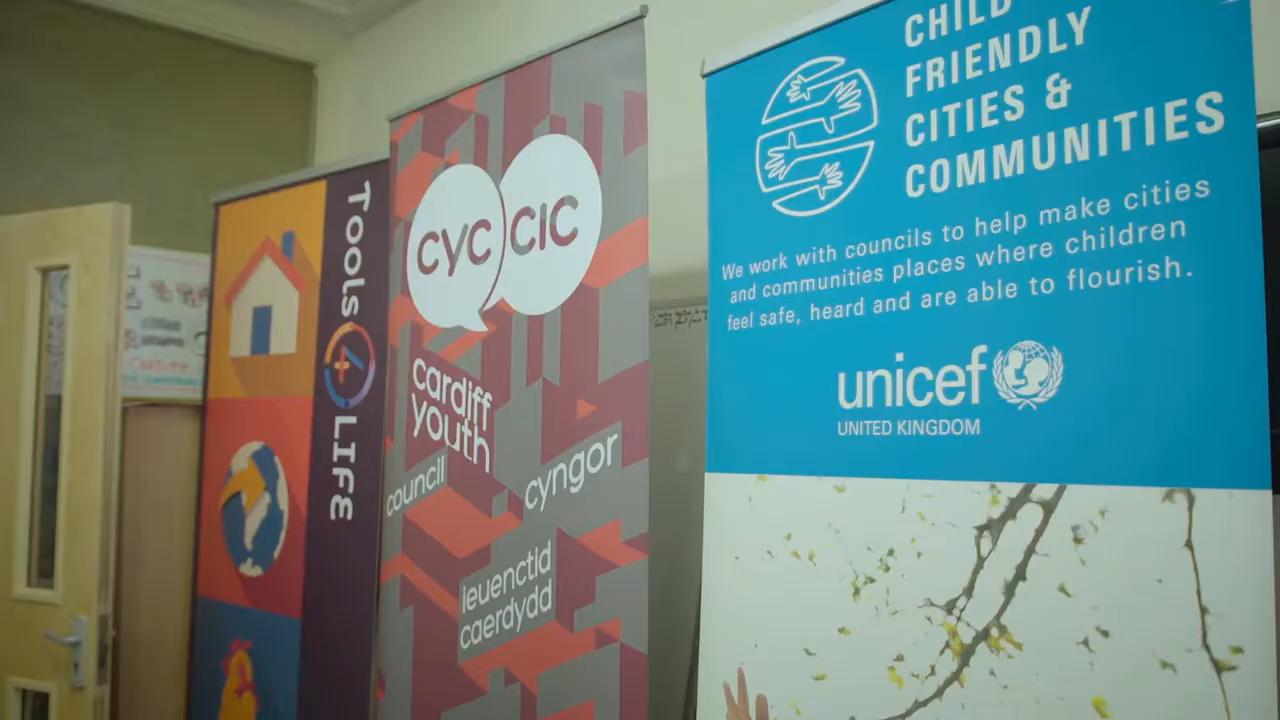 TOOLS
LIFE
CARDIFF
CYC
CIC
cardiff
youth
council
cyngor
ieuenctid
caerdydd
CHILD
FRIENDLY
CITIES &
COMMUNITIES
We work with councils to help make cities
and communities places where children
feel safe, heard and are able to flourish.
unicef
UNITED KINGDOM